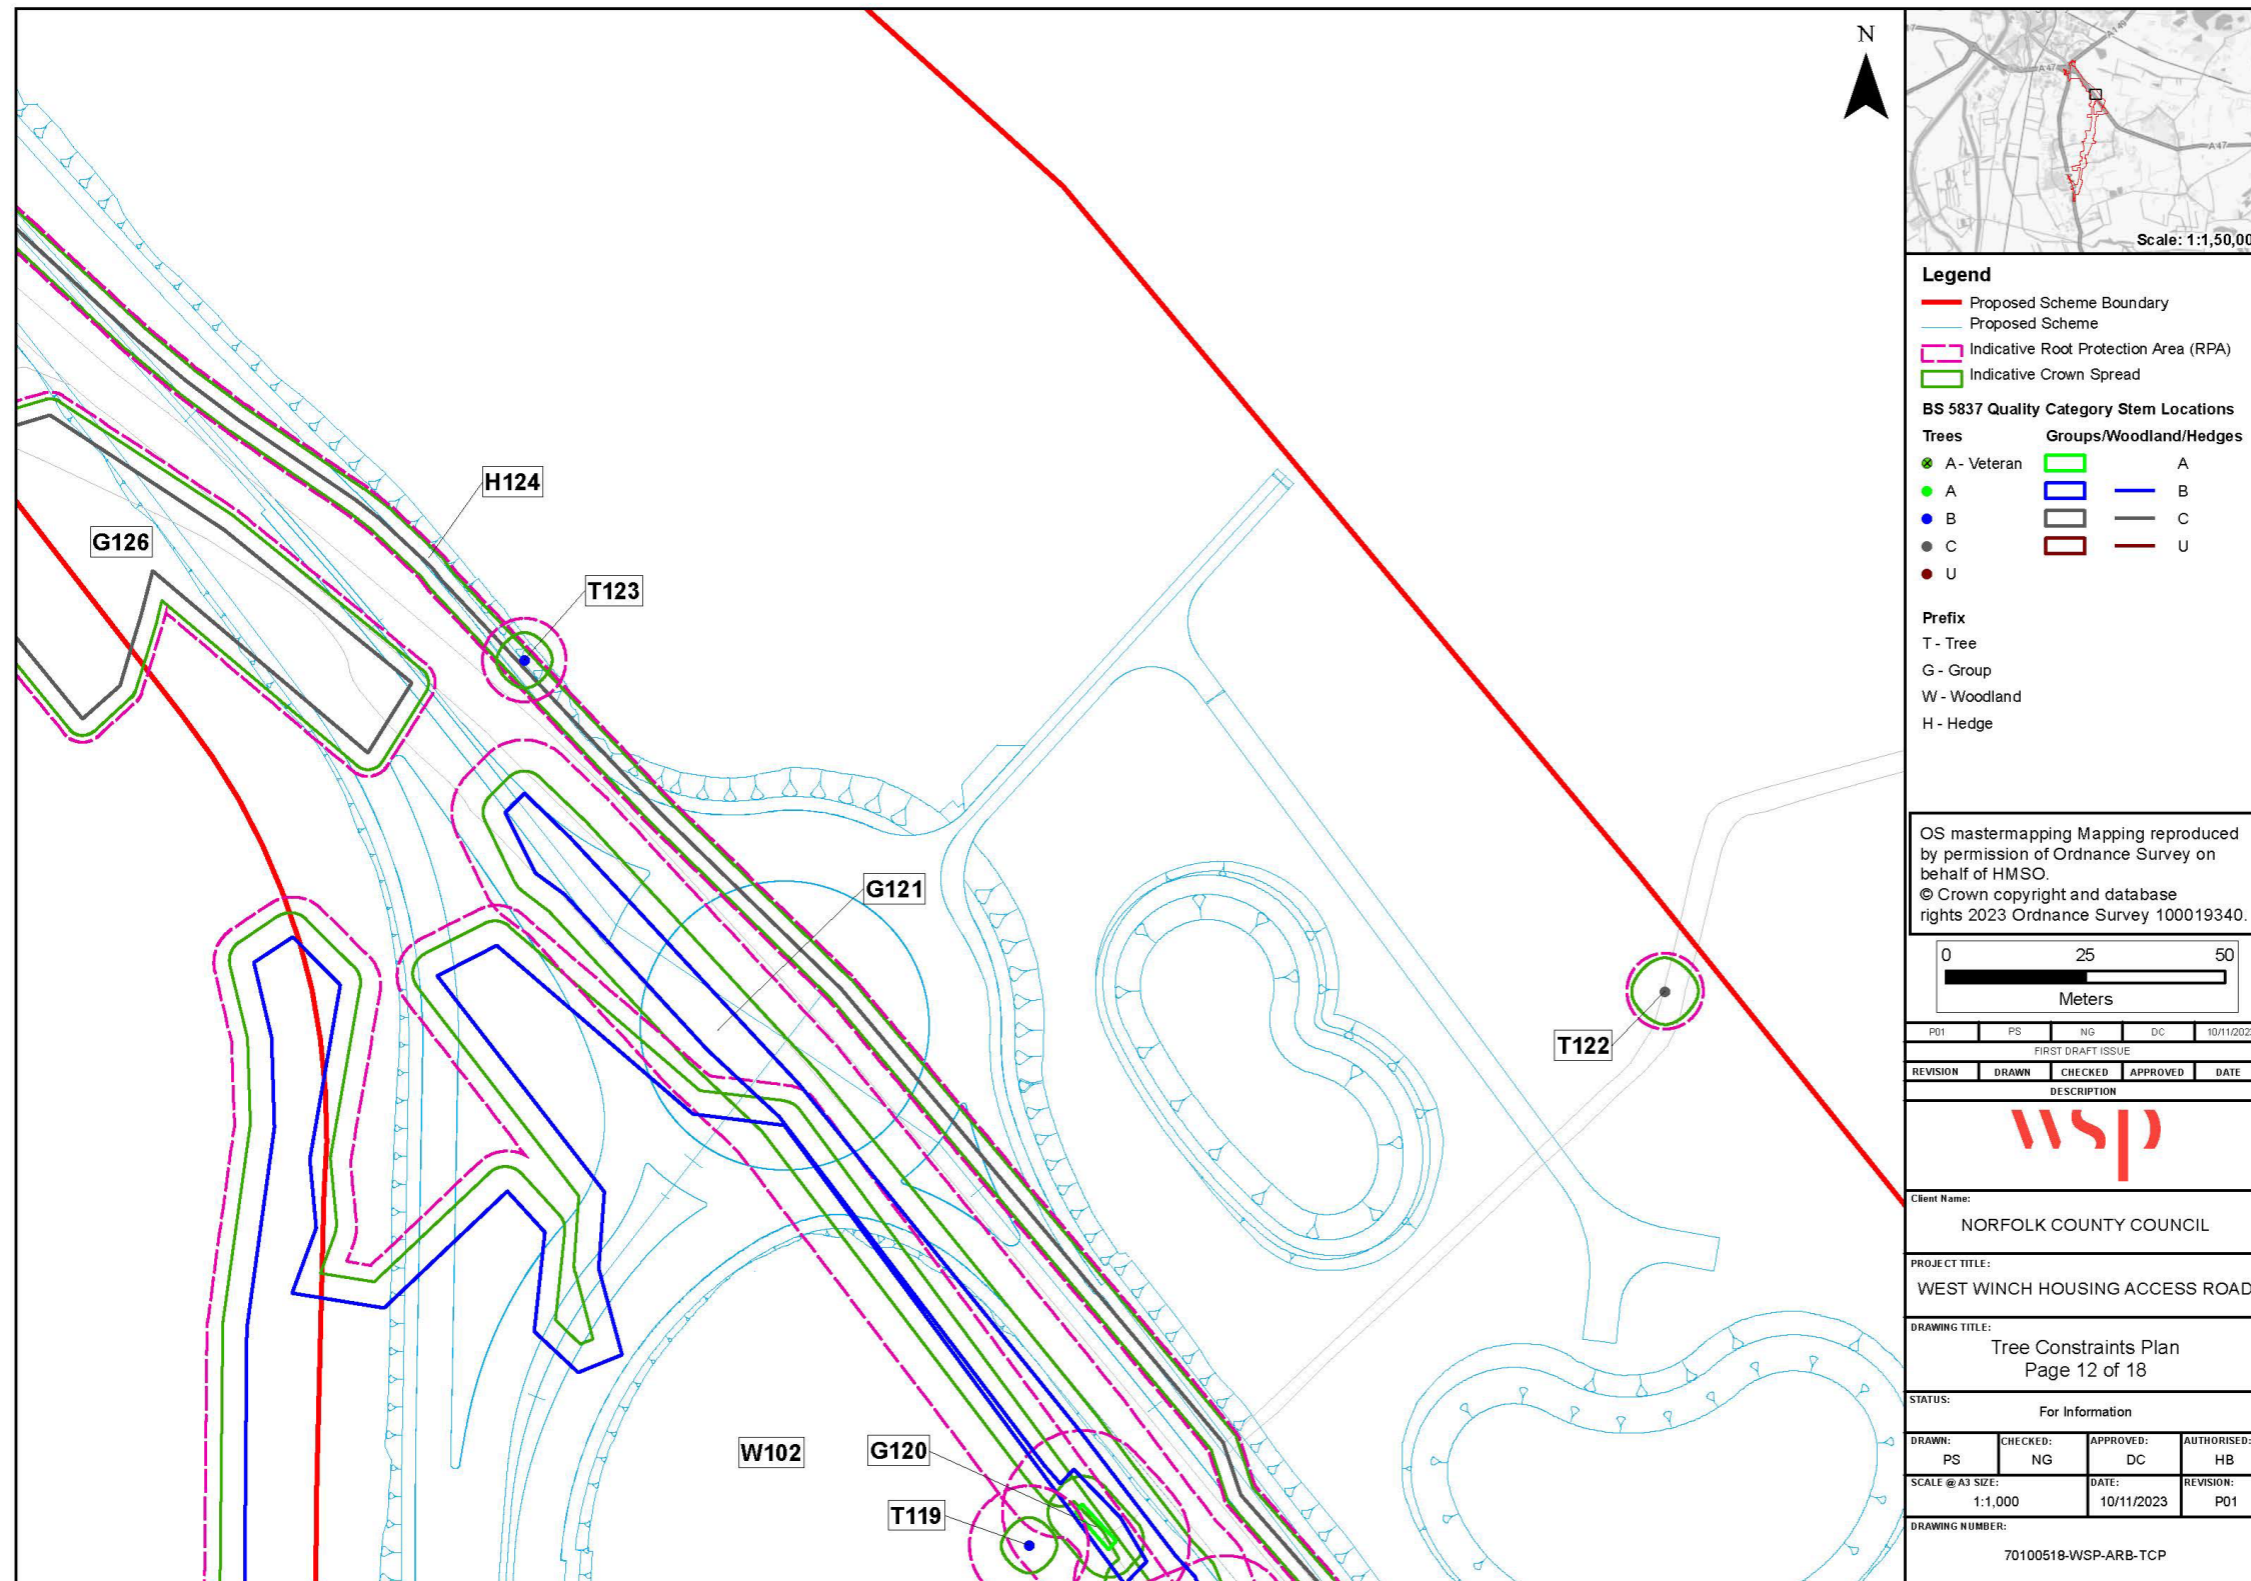 H124
G126
T123
G121
T122
W102
G120
T119
N
A47
A149
A47
Scale: 1:1,50,00
Legend
Proposed Scheme Boundary
Proposed Scheme
Indicative Root Protection Area (RPA)
Indicative Crown Spread
BS 5837 Quality Category Stem Locations
Trees Groups/Woodland/Hedges
A- Veteran A
A B
B C
C U
U
Prefix
T - Tree
G - Group
W - Woodland
H - Hedge
OS mastermapping Mapping reproduced
by permission of Ordnance Survey on
behalf of HMSO.
© Crown copyright and database
rights 2023 Ordnance Survey 100019340.
0 25 50
Meters
P01 PS NG DC 10/11/2023
FIRST DRAFT ISSUE
REVISION DRAWN CHECKED APPROVED DATE
DESCRIPTION
wsp
Client Name:
NORFOLK COUNTY COUNCIL
PROJECT TITLE:
WEST WINCH HOUSING ACCESS ROAD
DRAWING TITLE:
Tree Constraints Plan
Page 12 of 18
STATUS:
For Information
DRAWN: CHECKED: APPROVED: AUTHORISED:
PS NG DC HB
SCALE @ A3 SIZE: DATE: REVISION:
1:1,000 10/11/2023 P01
DRAWING NUMBER:
70100518-WSP-ARB-TCP